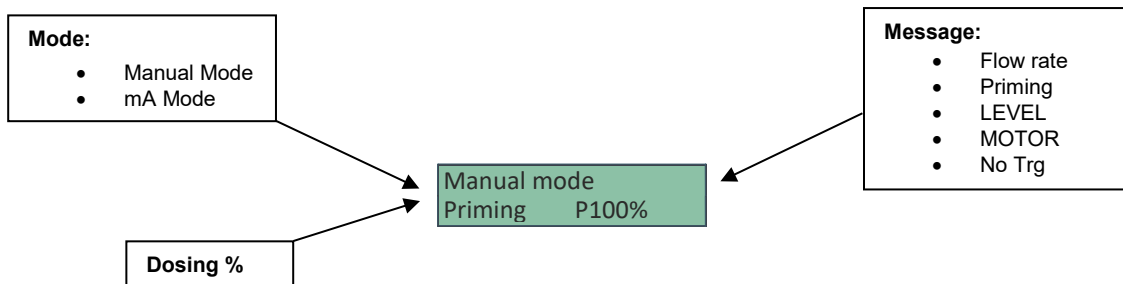 Mode:
• Manual Mode
• mA Mode
Message:
• Flow rate
• Priming
• LEVEL
• MOTOR
• No Trg
Manual mode
Priming P100%
Dosing %